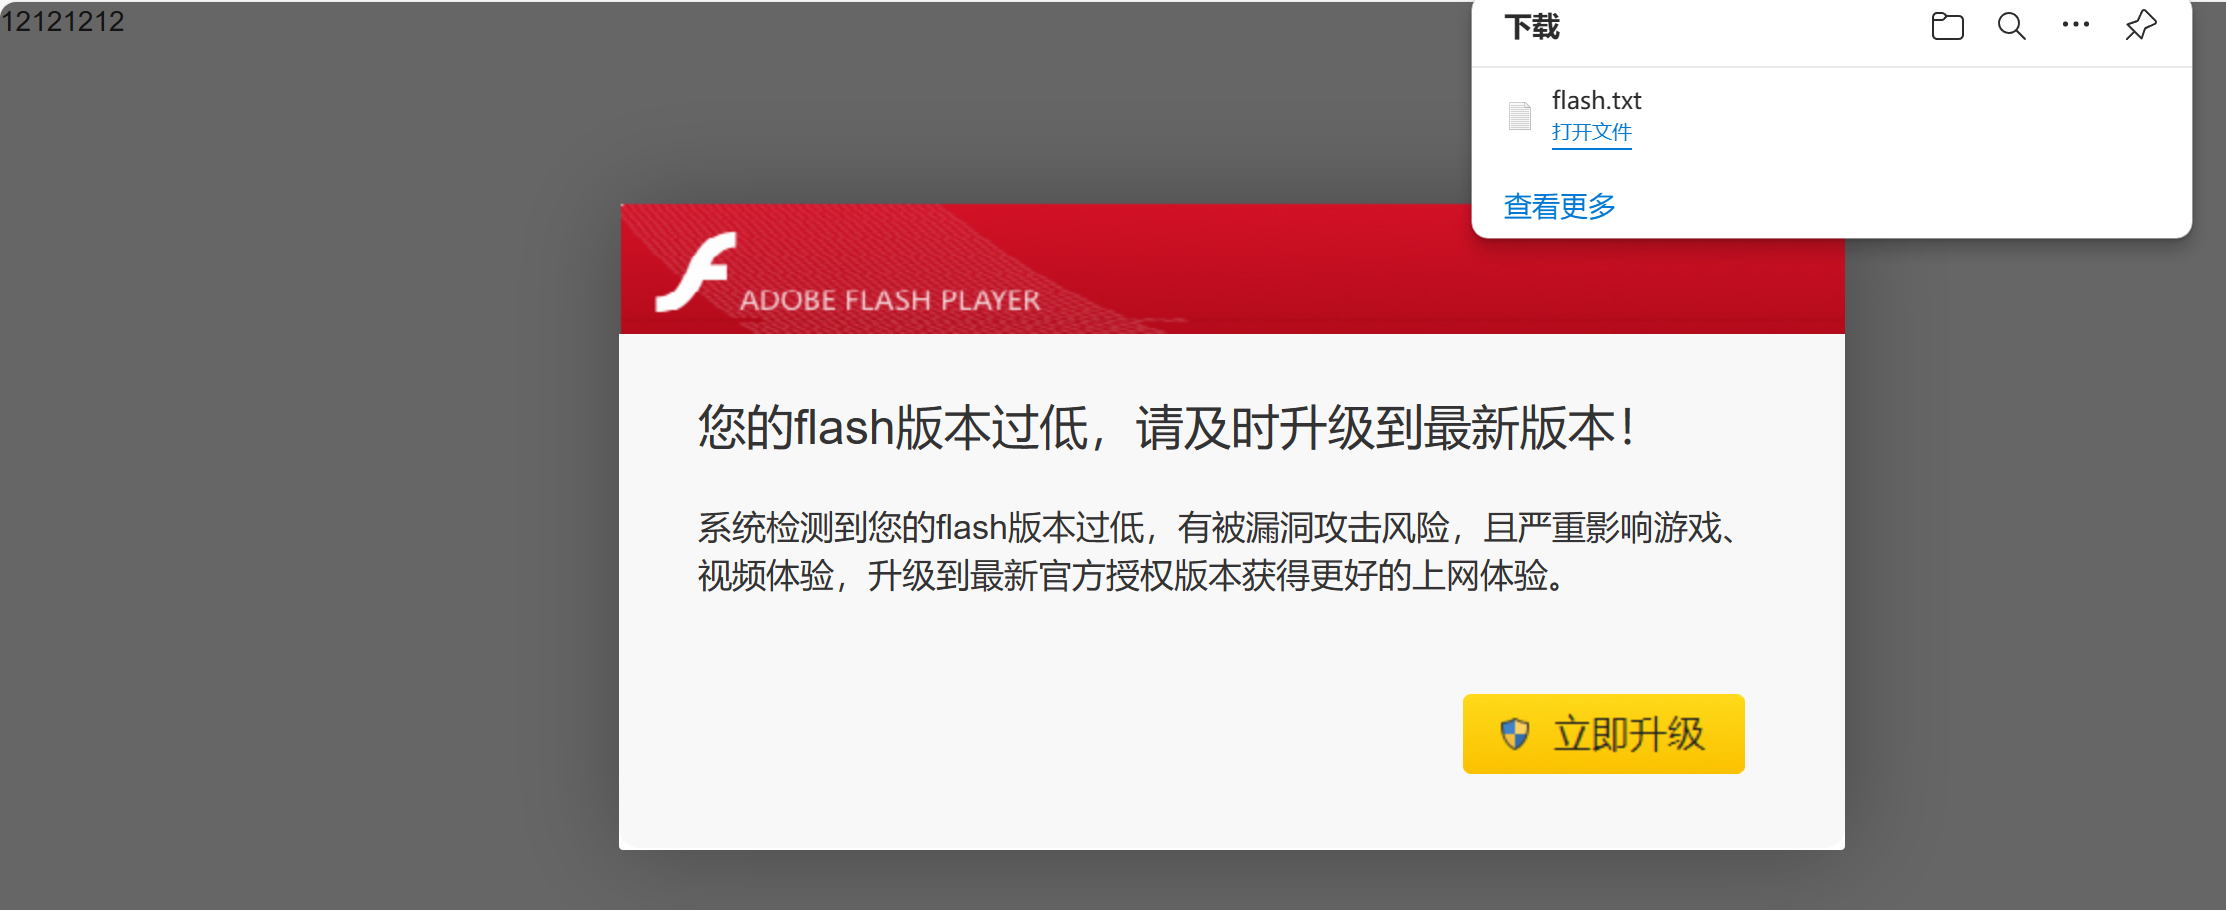 12121212
下载
flash.txt
打开文件
查看更多
ADOBE FLASH PLAYER
您的flash版本过低，请及时升级到最新版本！
系统检测到您的flash版本过低，有被漏洞攻击风险，且严重影响游戏、
视频体验，升级到最新官方授权版本获得更好的上网体验。
立即升级